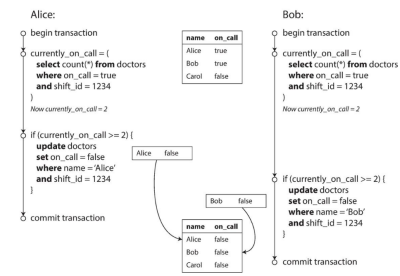 Alice:
begin transaction
currently_on_call = (
select count(*) from doctors
where on_call = true
and shift_id = 1234
)
Now currently_on_call = 2
if (currently_on_call >= 2) {
update doctors
set on_call = false
where name = 'Alice'
and shift_id = 1234
}
commit transaction
name on_call
Alice true
Bob true
Carol false
Alice false
Bob false
name on_call
Alice false
Bob false
Carol false
Bob:
begin transaction
currently_on_call = (
select count(*) from doctors
where on_call = true
and shift_id = 1234
)
Now currently_on_call = 2
if (currently_on_call >= 2) {
update doctors
set on_call = false
where name = 'Bob'
and shift_id = 1234
}
commit transaction